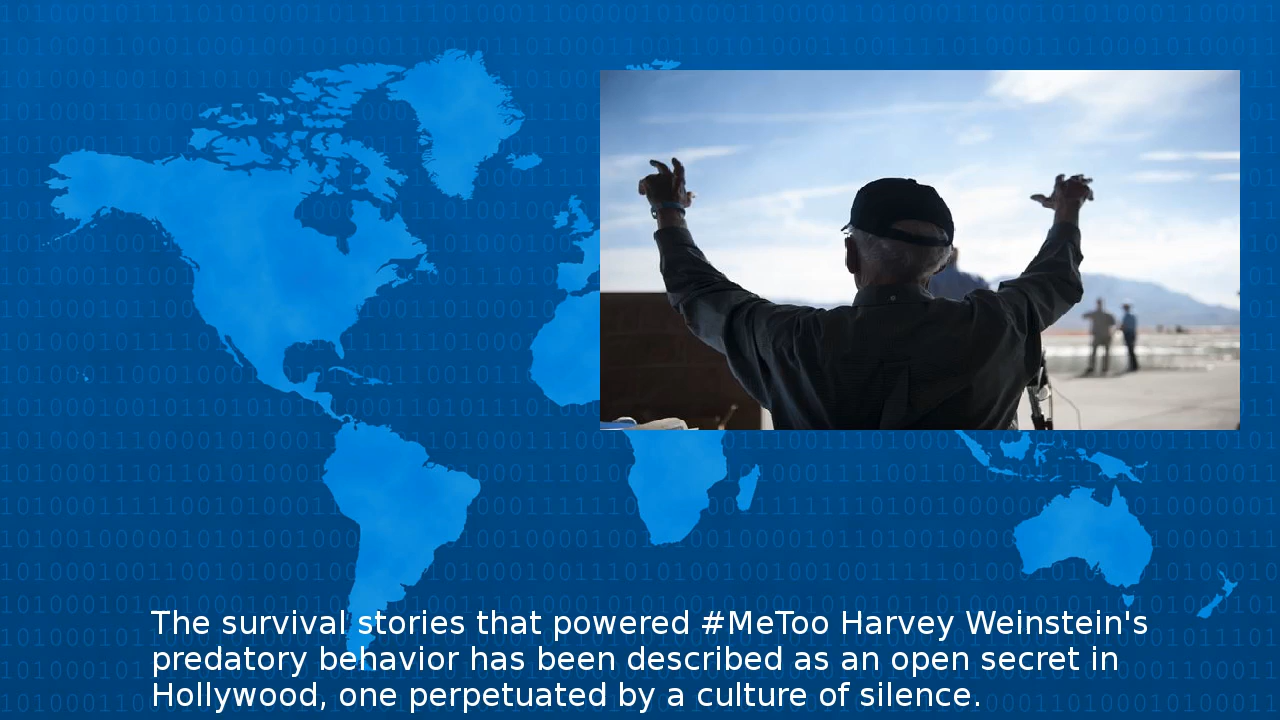 The survival stories that powered #MeToo Harvey Weinstein's
predatory behavior has been described as an open secret in
Hollywood, one perpetuated by a culture of silence.